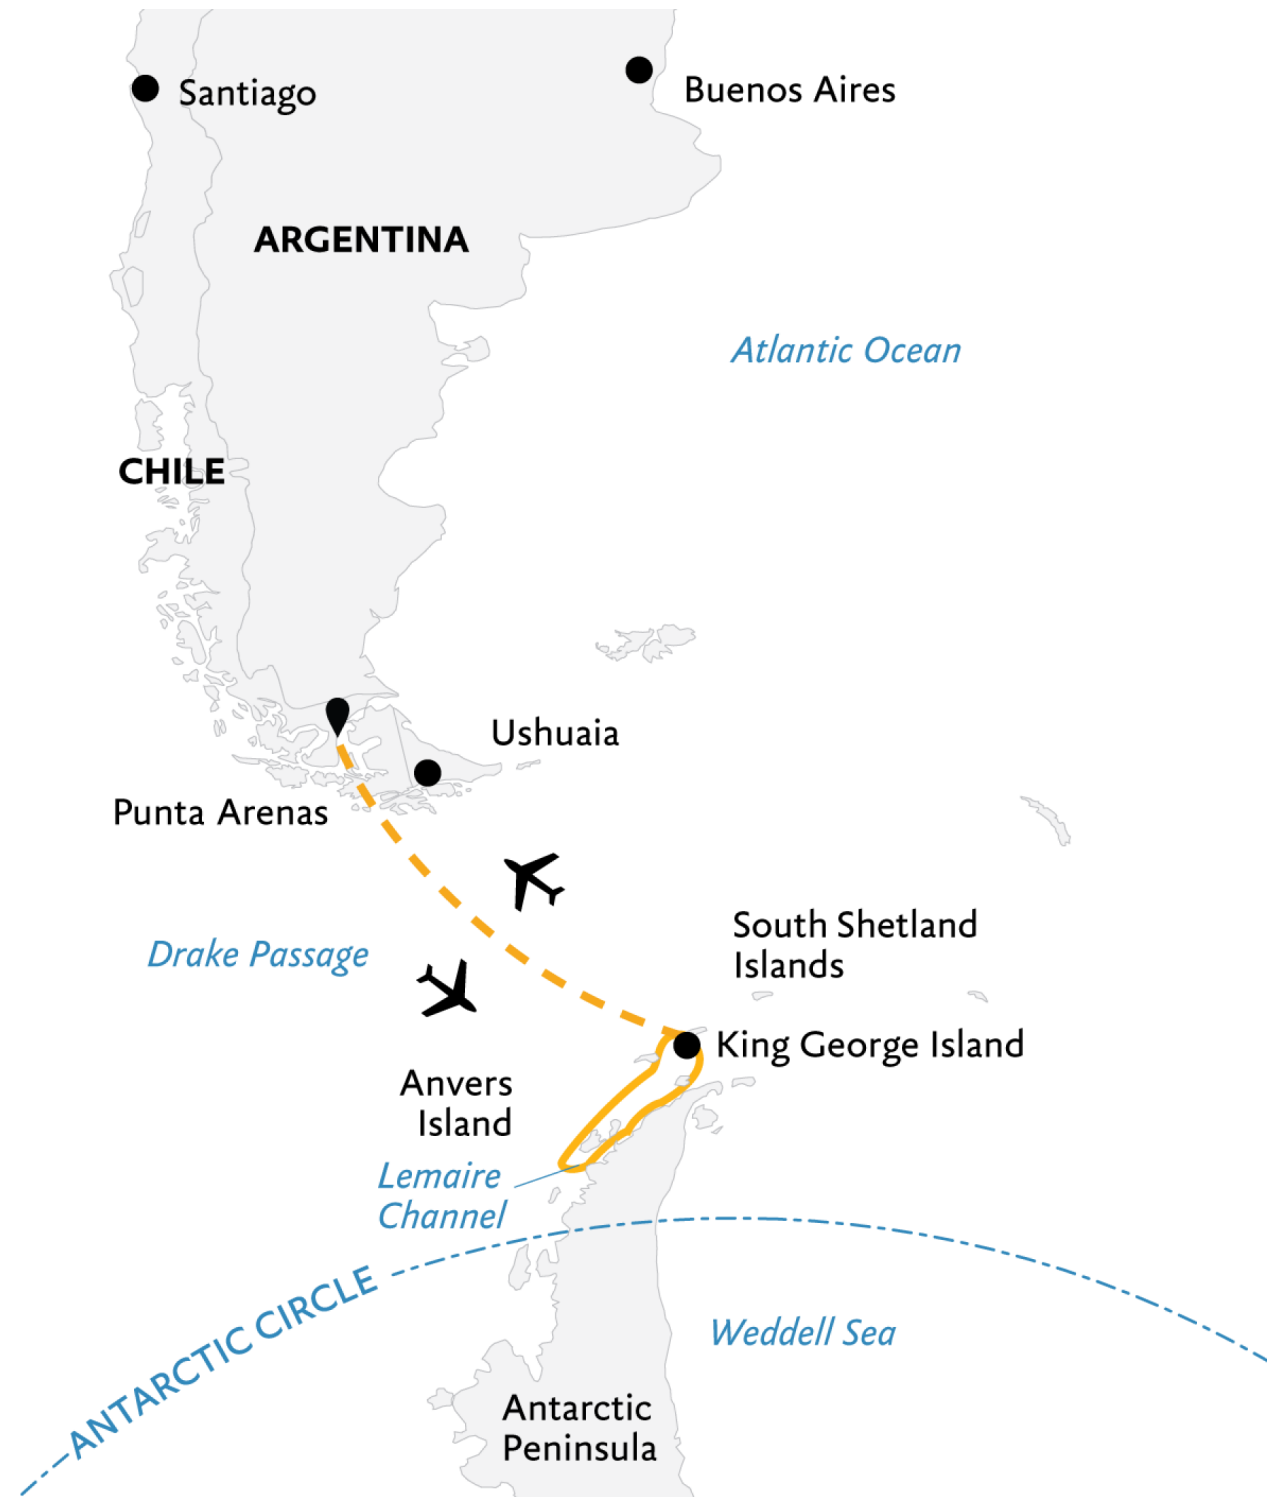 Santiago
Buenos Aires
ARGENTINA
Atlantic Ocean
CHILE
Ushuaia
Punta Arenas
South Shetland
Islands
Drake Passage
King George Island
Anvers
Island
Lemaire
Channel
ANTARCTIC CIRCLE
Weddell Sea
Antarctic
Peninsula